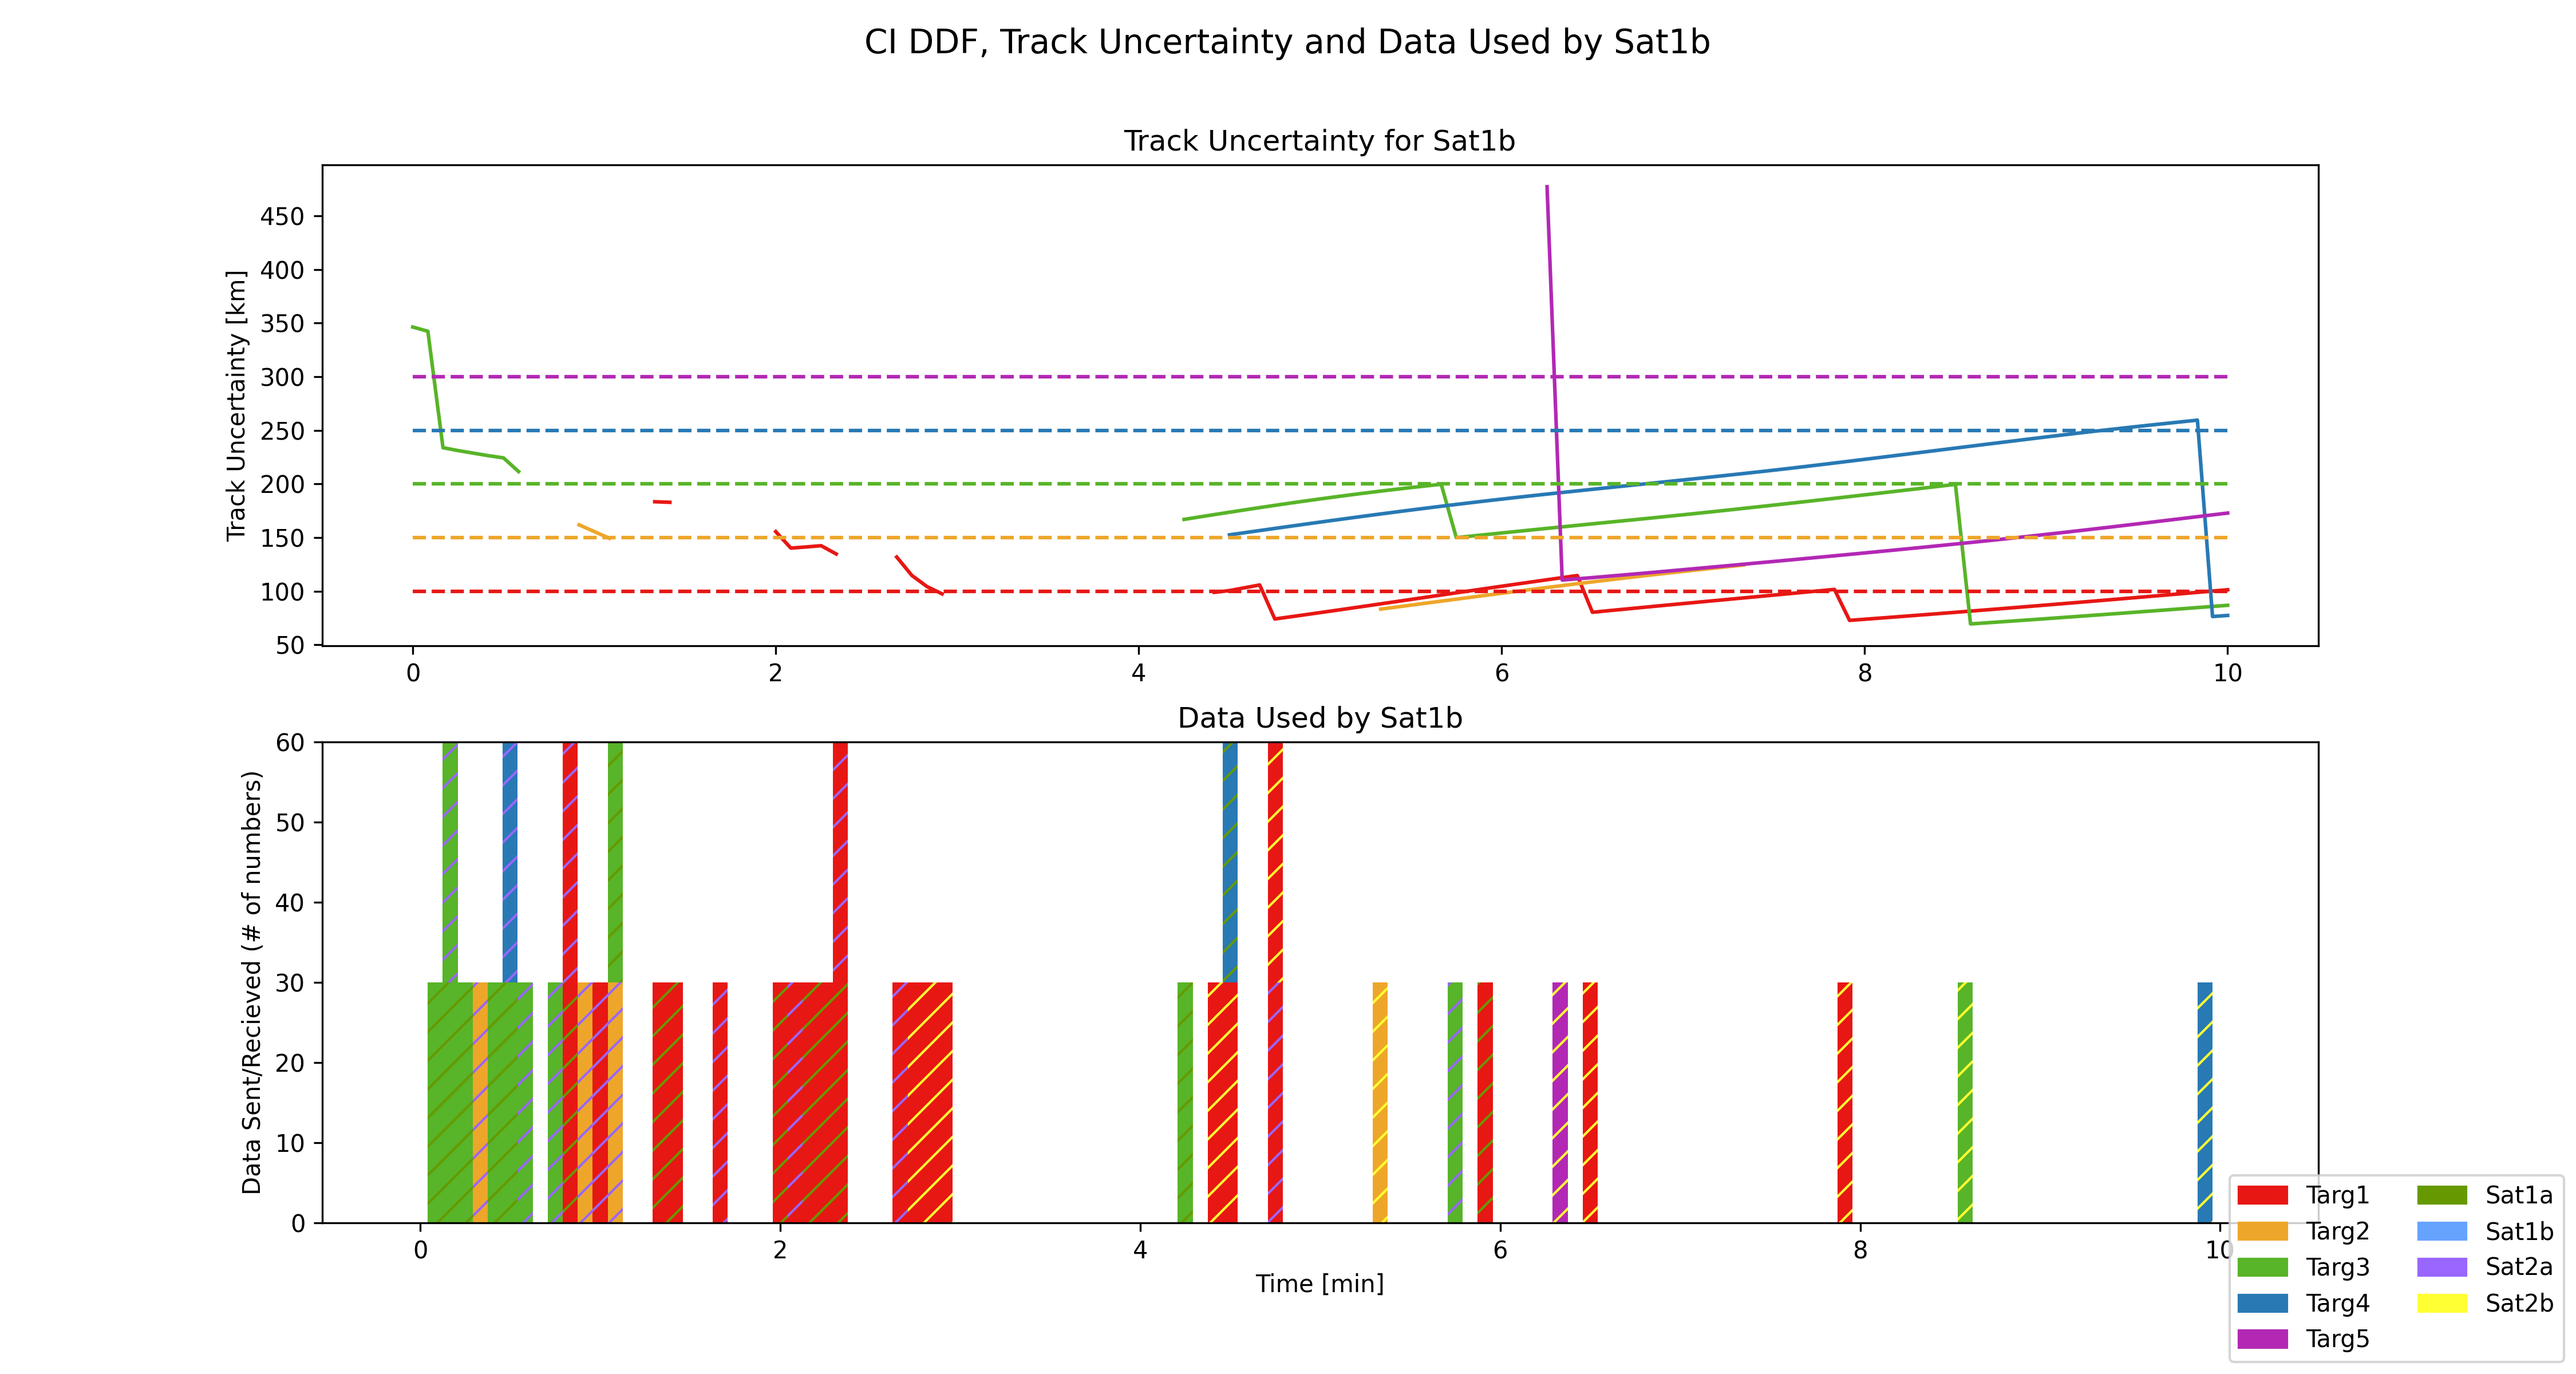 CI DDF, Track Uncertainty and Data Used by Sat1b
Track Uncertainty for Sat1b
Track Uncertainty [km]
450
400
350
300
250
200
150
100
50
0 2 4 6 8 10
Data Used by Sat1b
Data Sent/Recieved (# of numbers)
60
50
40
30
20
10
0
0 2 4 6 8 10
Time [min]
Targ1 Sat1a
Targ2 Sat1b
Targ3 Sat2a
Targ4 Sat2b
Targ5